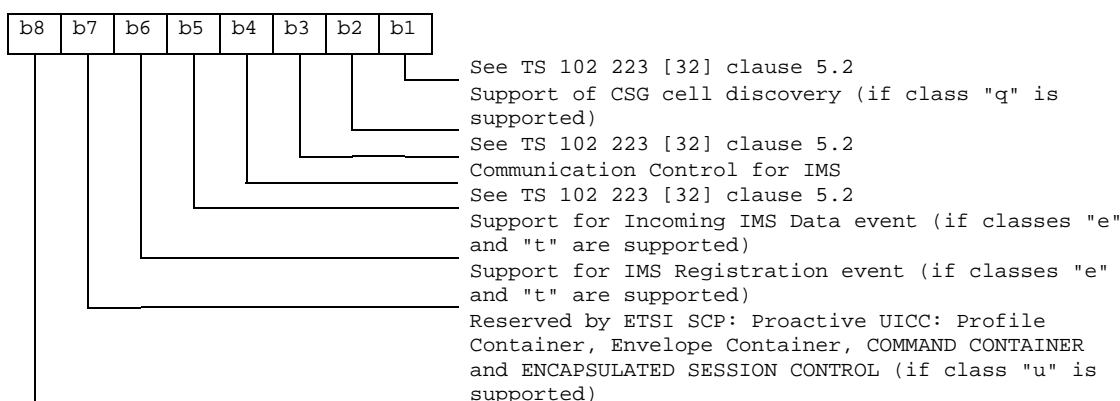 b8 b7 b6 b5 b4 b3 b2 b1
See TS 102 223 [32] clause 5.2
Support of CSG cell discovery (if class "q" is
supported)
See TS 102 223 [32] clause 5.2
Communication Control for IMS
See TS 102 223 [32] clause 5.2
Support for Incoming IMS Data event (if classes "e"
and "t" are supported)
Support for IMS Registration event (if classes "e"
and "t" are supported)
Reserved by ETSI SCP: Proactive UICC: Profile
Container, Envelope Container, COMMAND CONTAINER
and ENCAPSULATED SESSION CONTROL (if class "u" is
supported)